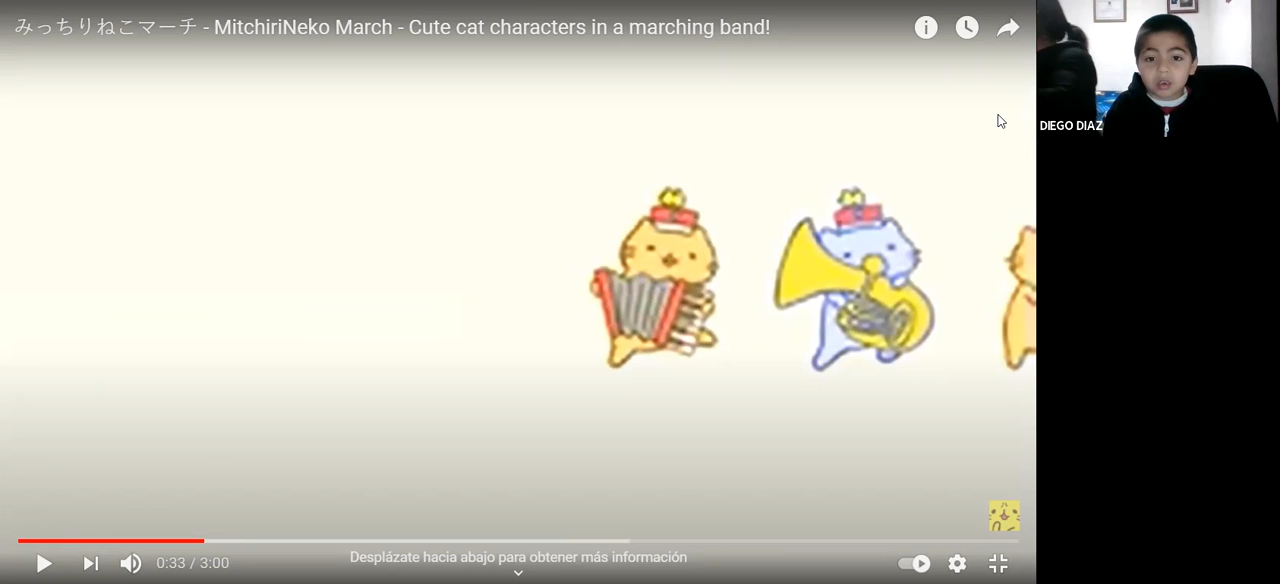 みっちりねこマーチ - MitchiriNeko March - Cute cat characters in a marching band!
DIEGO DIAZ
0:33 / 3:00
Desplázate hacia abajo para obtener más información